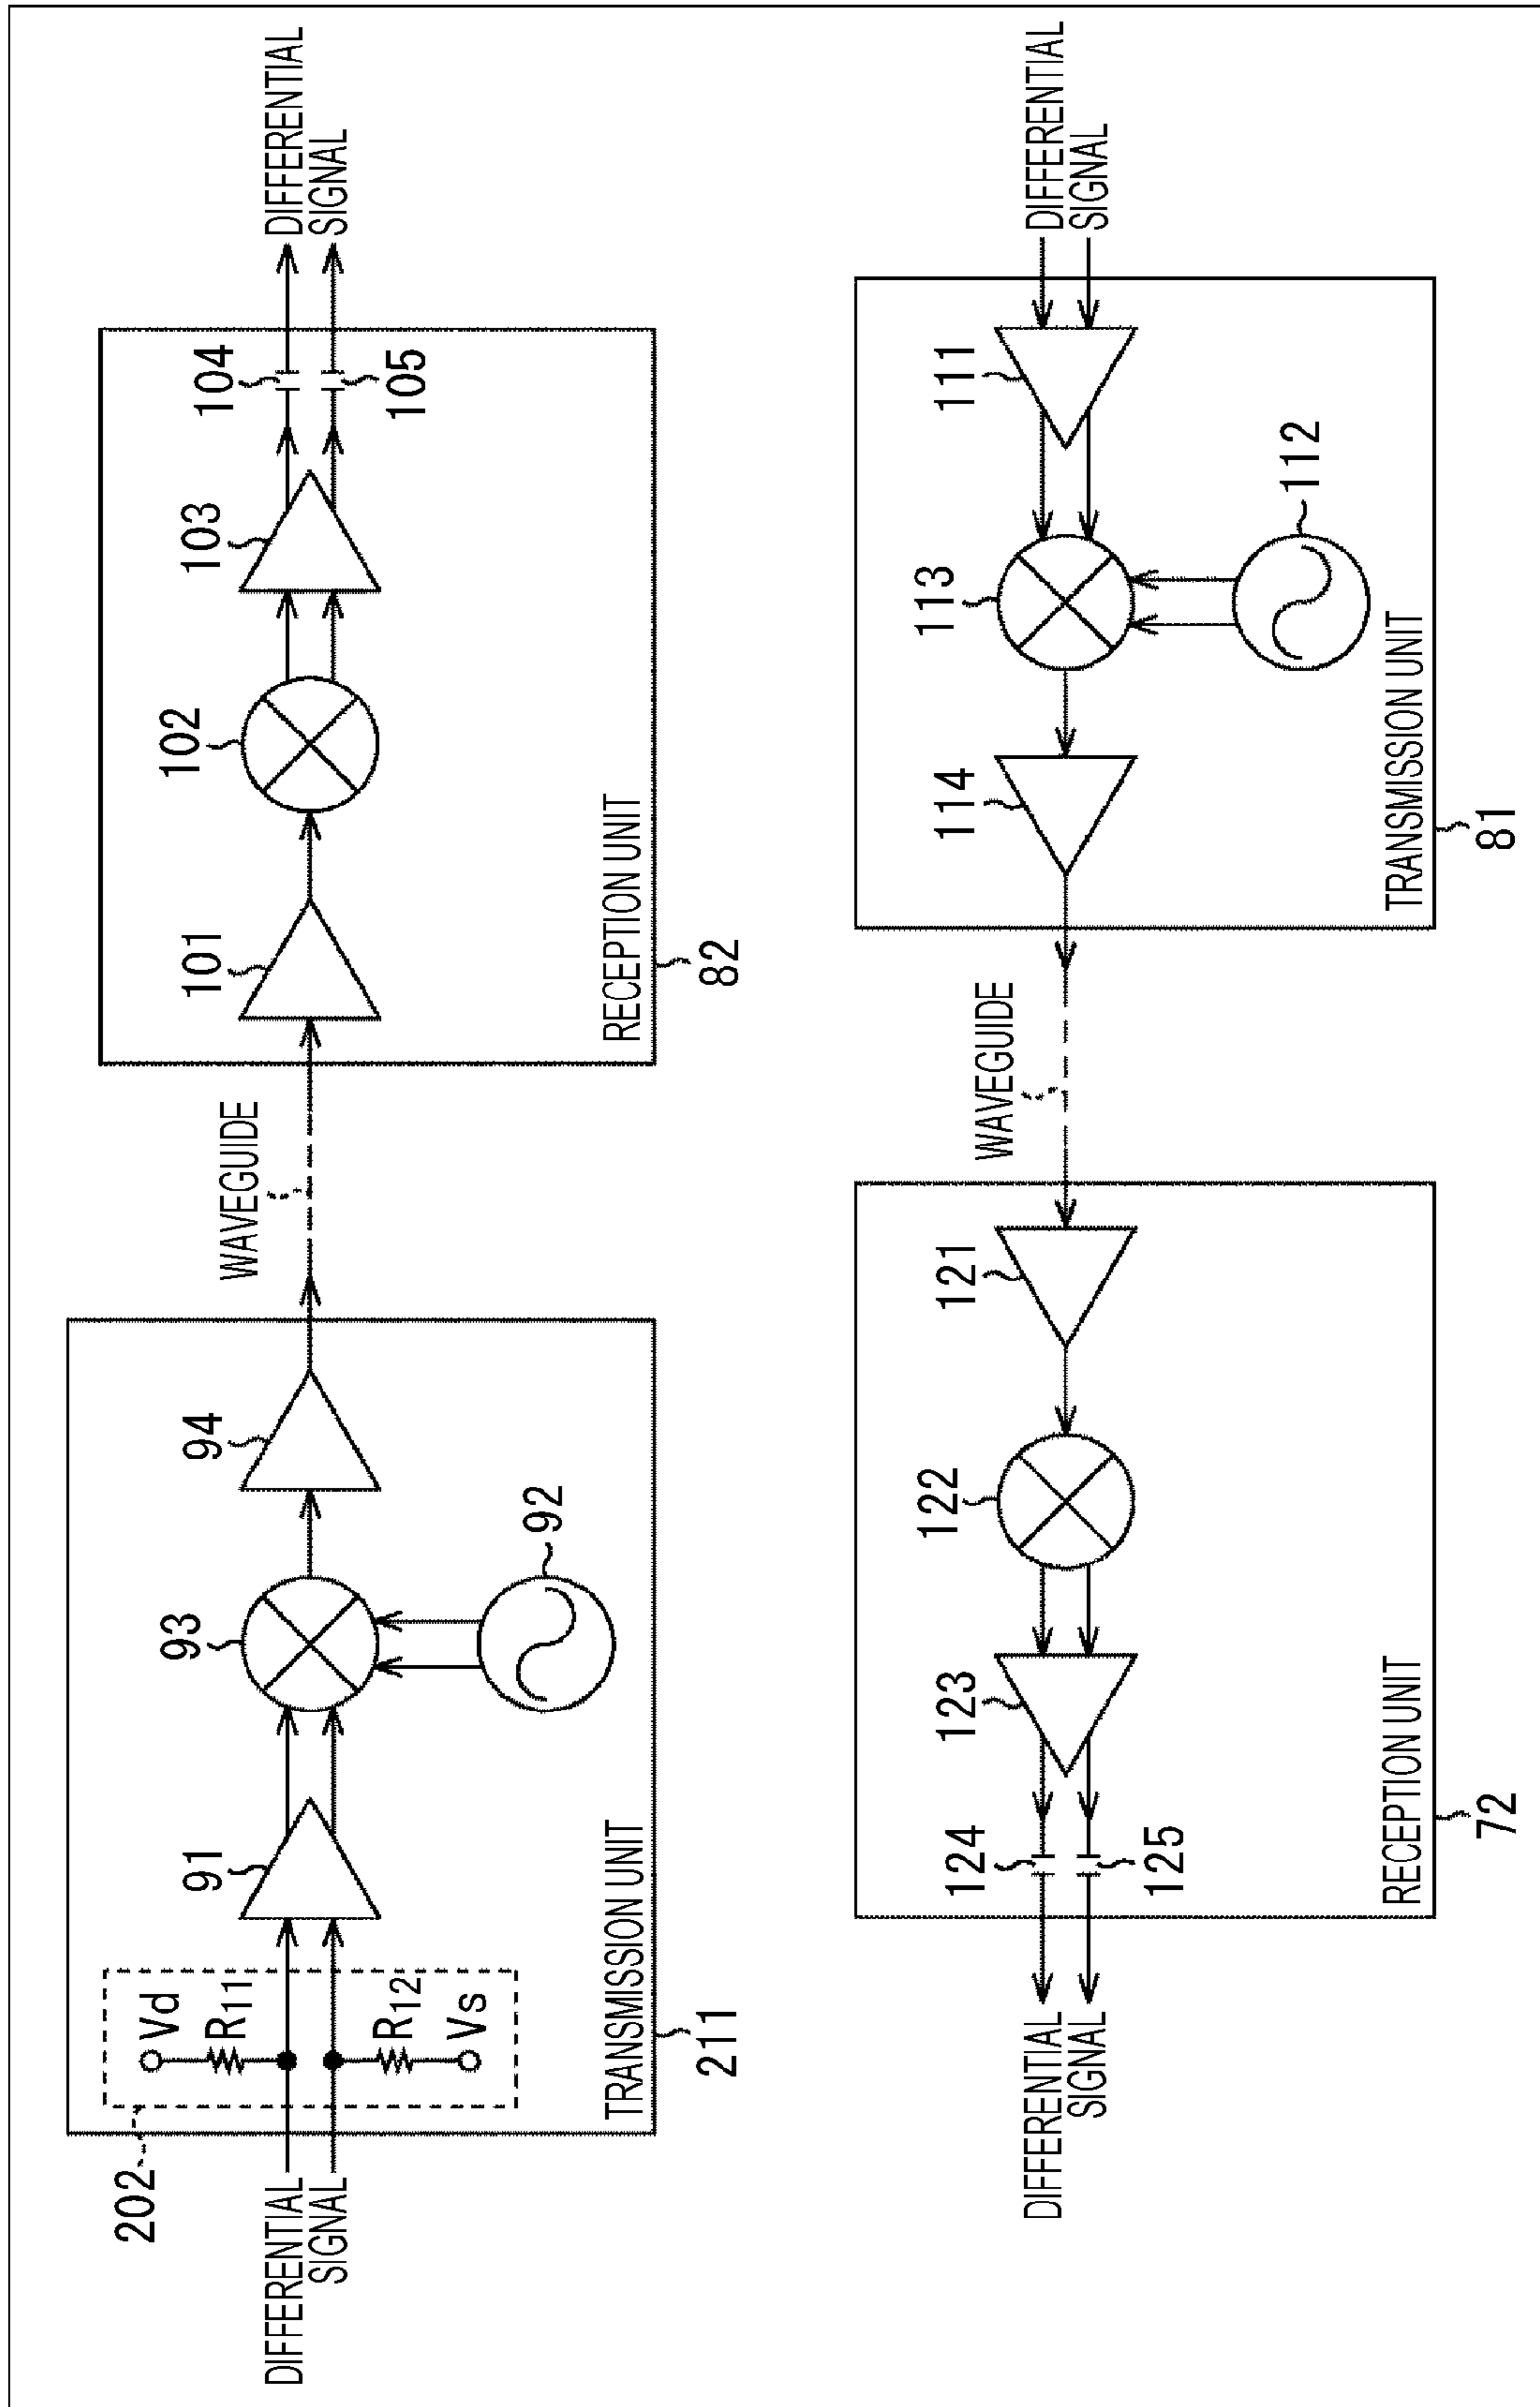 202
Vd
R11
R12
Vs
DIFFERENTIAL
SIGNAL
91
93
92
94
TRANSMISSION UNIT
211
WAVEGUIDE
101
102
103
104
105
RECEPTION UNIT
82
DIFFERENTIAL
SIGNAL
DIFFERENTIAL
SIGNAL
124
125
123
122
121
RECEPTION UNIT
72
WAVEGUIDE
114
113
112
111
TRANSMISSION UNIT
81
DIFFERENTIAL
SIGNAL